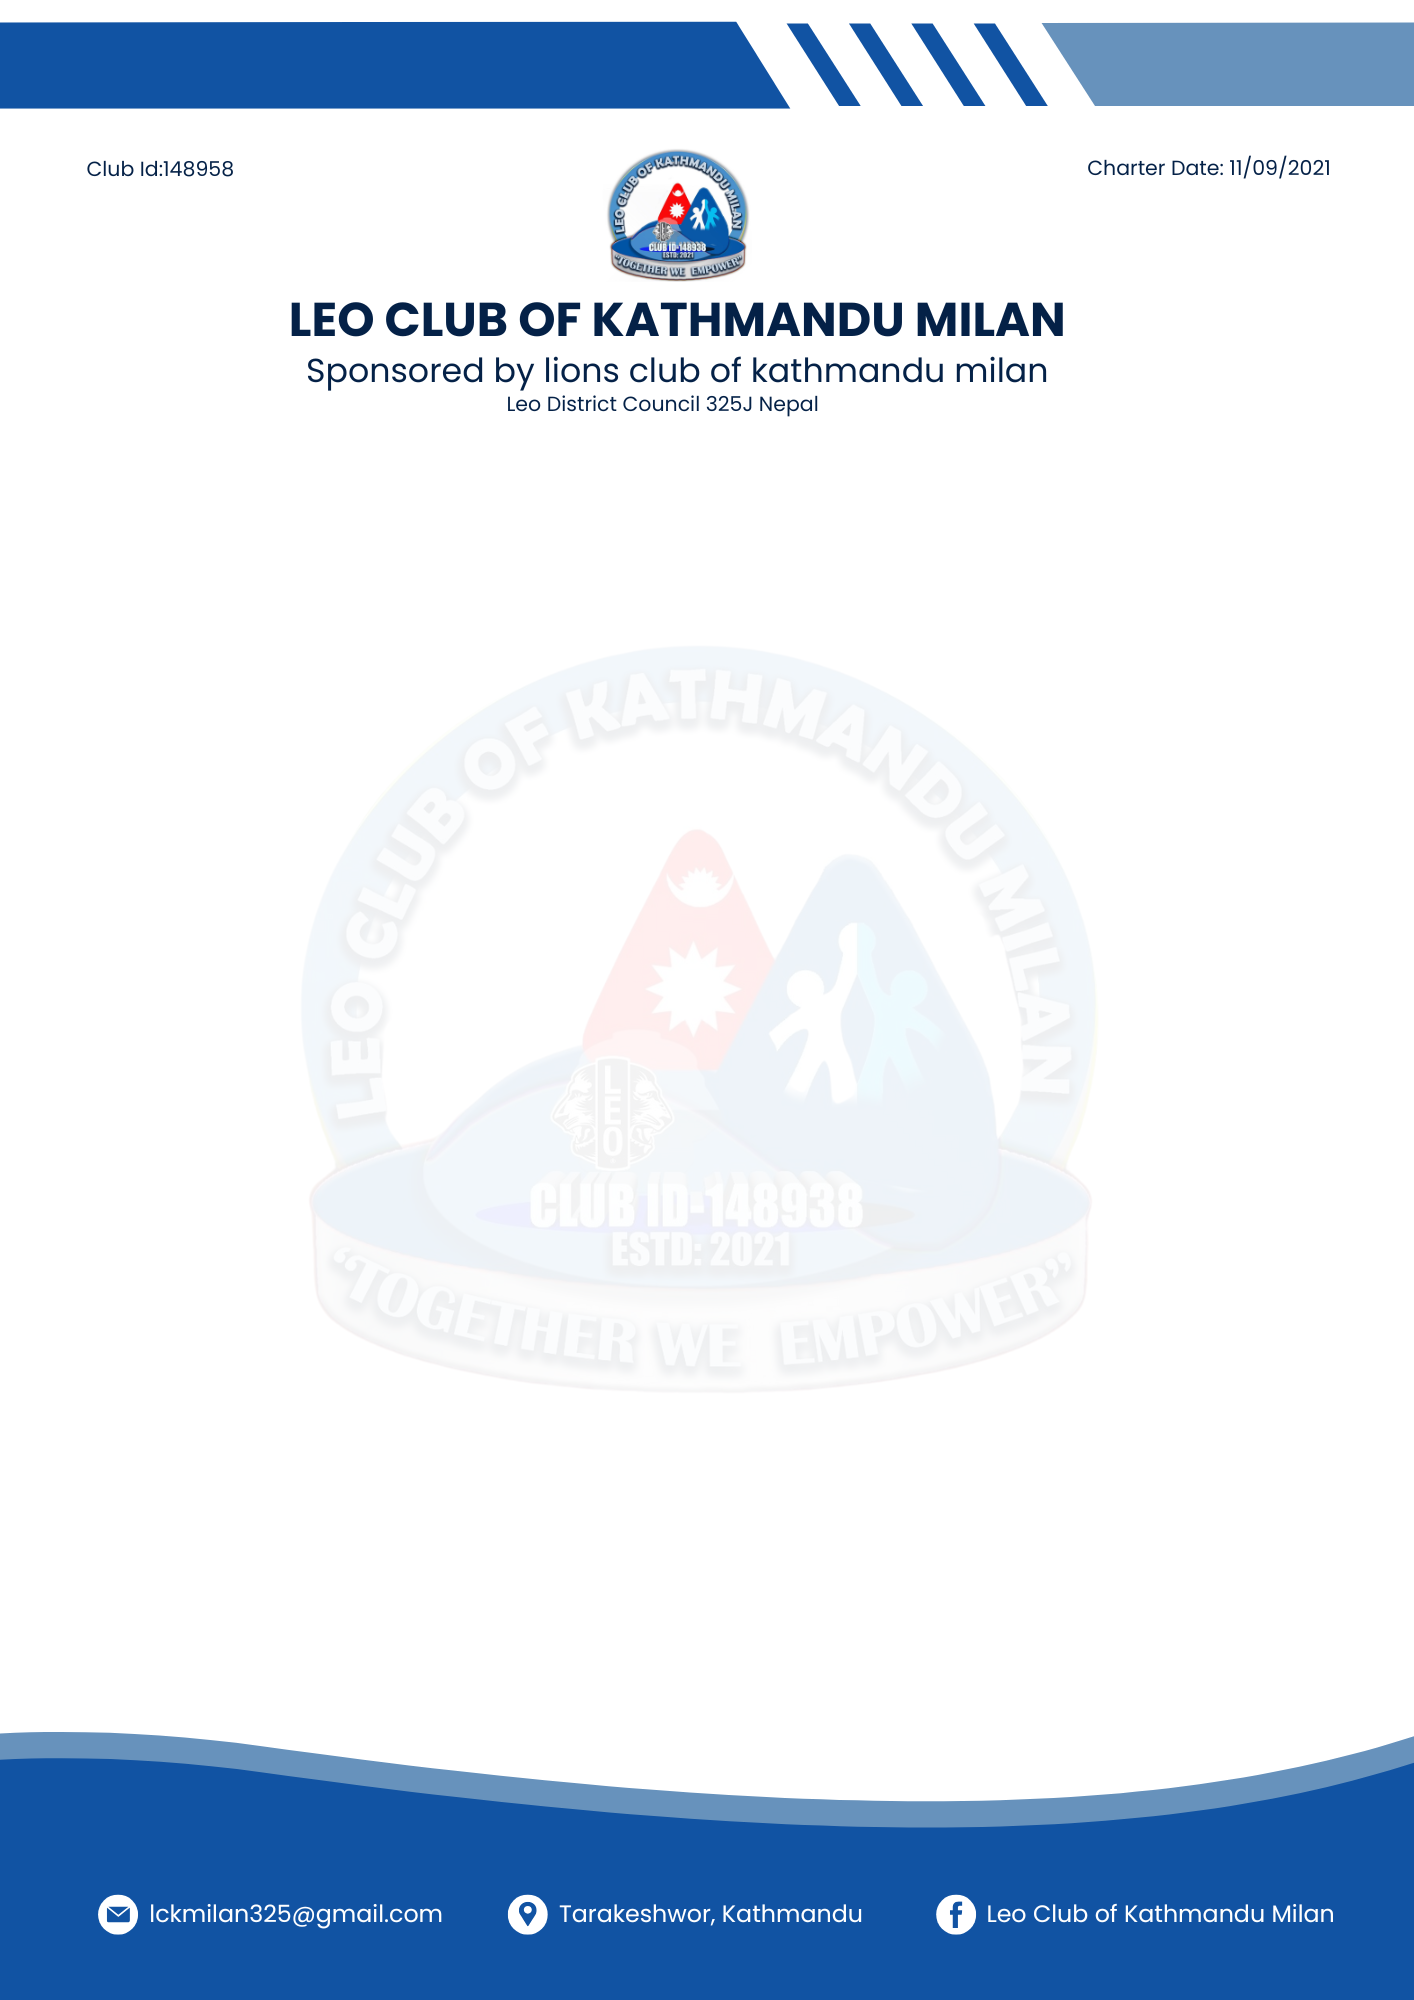 Club Id:148958
Charter Date: 11/09/2021
LEO CLUB OF KATHMANDU MILAN
CLUB ID-148938
ESTD: 2021
"TOGETHER WE EMPOWER"
LEO CLUB OF KATHMANDU MILAN
Sponsored by lions club of kathmandu milan
Leo District Council 325J Nepal
LEO CLUB OF KATHMANDU MILAN
LEO
CLUB ID-148938
ESTD: 2021
“TOGETHER WE EMPOWER”
lckmilan325@gmail.com
Tarakeshwor, Kathmandu
Leo Club of Kathmandu Milan